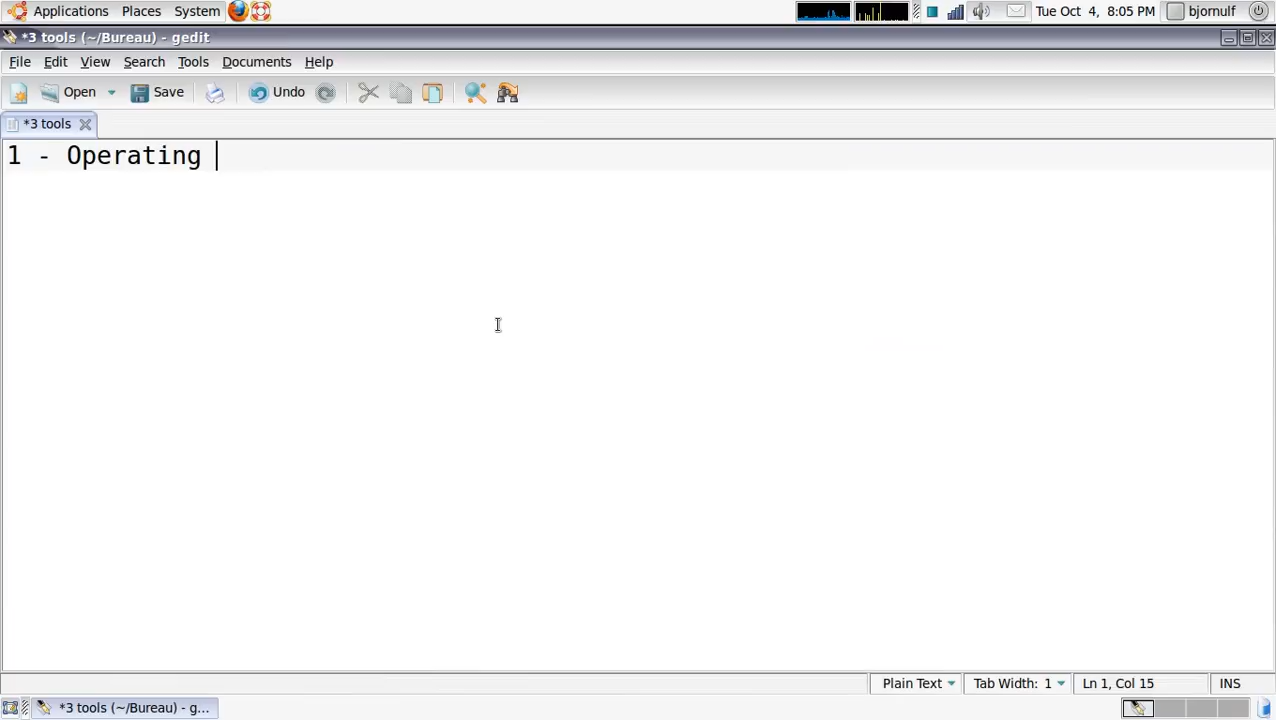 Applications Places System Tue Oct 4, 8:05 PM bjornulf
*3 tools (~/Bureau) - gedit
File Edit View Search Tools Documents Help
Open Save Undo
*3 tools
1 - Operating
Plain Text Tab Width: 1 Ln 1, Col 15 INS
*3 tools (~/Bureau) - g...